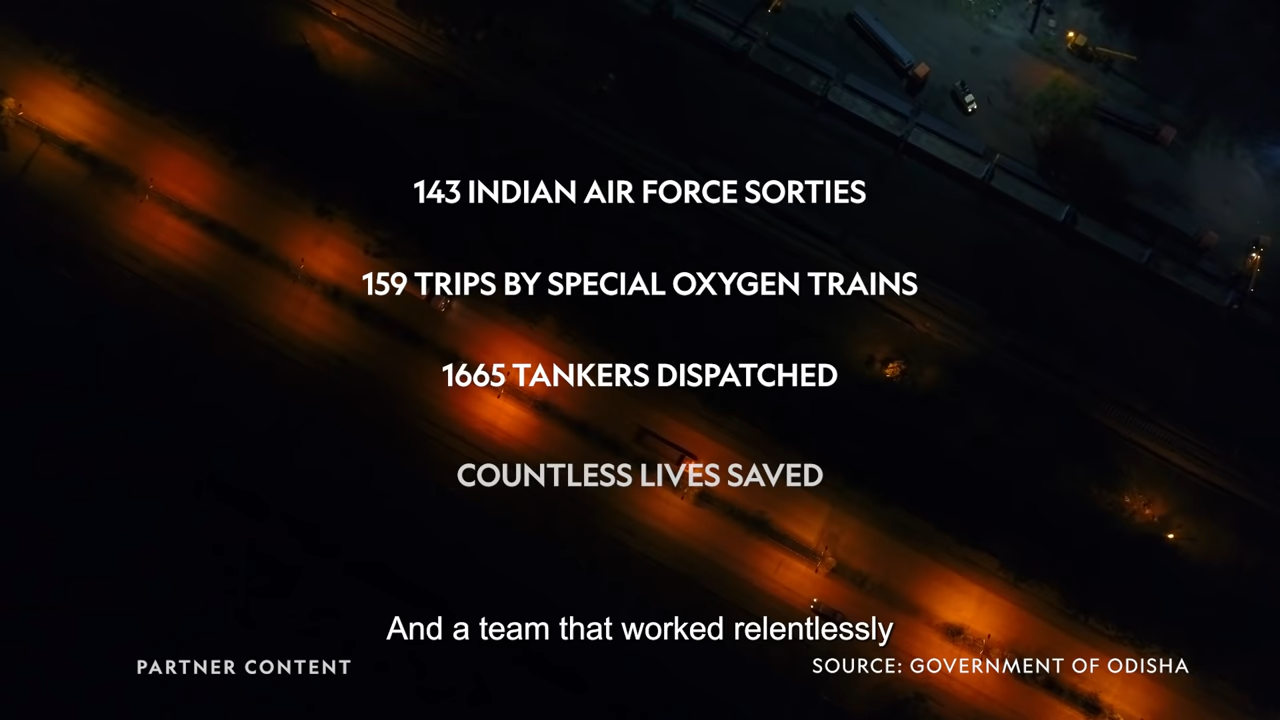 143 INDIAN AIR FORCE SORTIES
159 TRIPS BY SPECIAL OXYGEN TRAINS
1665 TANKERS DISPATCHED
COUNTLESS LIVES SAVED
And a team that worked relentlessly
PARTNER CONTENT
SOURCE: GOVERNMENT OF ODISHA